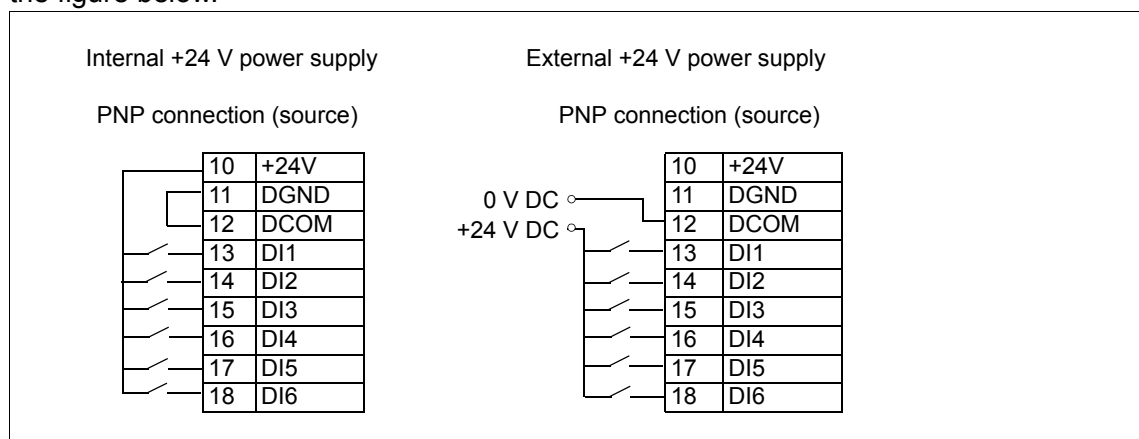 the figure below.
Internal +24 V power supply
PNP connection (source)
10 +24V
11 DGND
12 DCOM
13 DI1
14 DI2
15 DI3
16 DI4
17 DI5
18 DI6
External +24 V power supply
PNP connection (source)
0 V DC
+24 V DC
10 +24V
11 DGND
12 DCOM
13 DI1
14 DI2
15 DI3
16 DI4
17 DI5
18 DI6